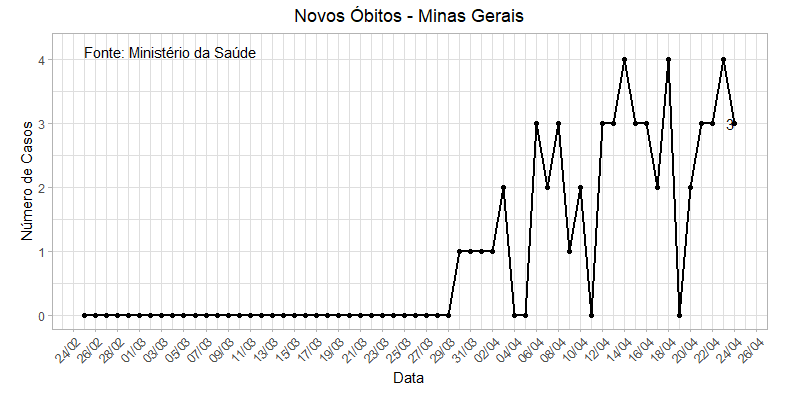 Novos Óbitos - Minas Gerais
Fonte: Ministério da Saúde
Número de Casos
4
3
2
1
0
3
24/02 26/02 28/02 01/03 03/03 05/03 07/03 09/03 11/03 13/03 15/03 17/03 19/03 21/03 23/03 25/03 27/03 29/03 31/03 02/04 04/04 06/04 08/04 10/04 12/04 14/04 16/04 18/04 20/04 22/04 24/04 26/04
Data